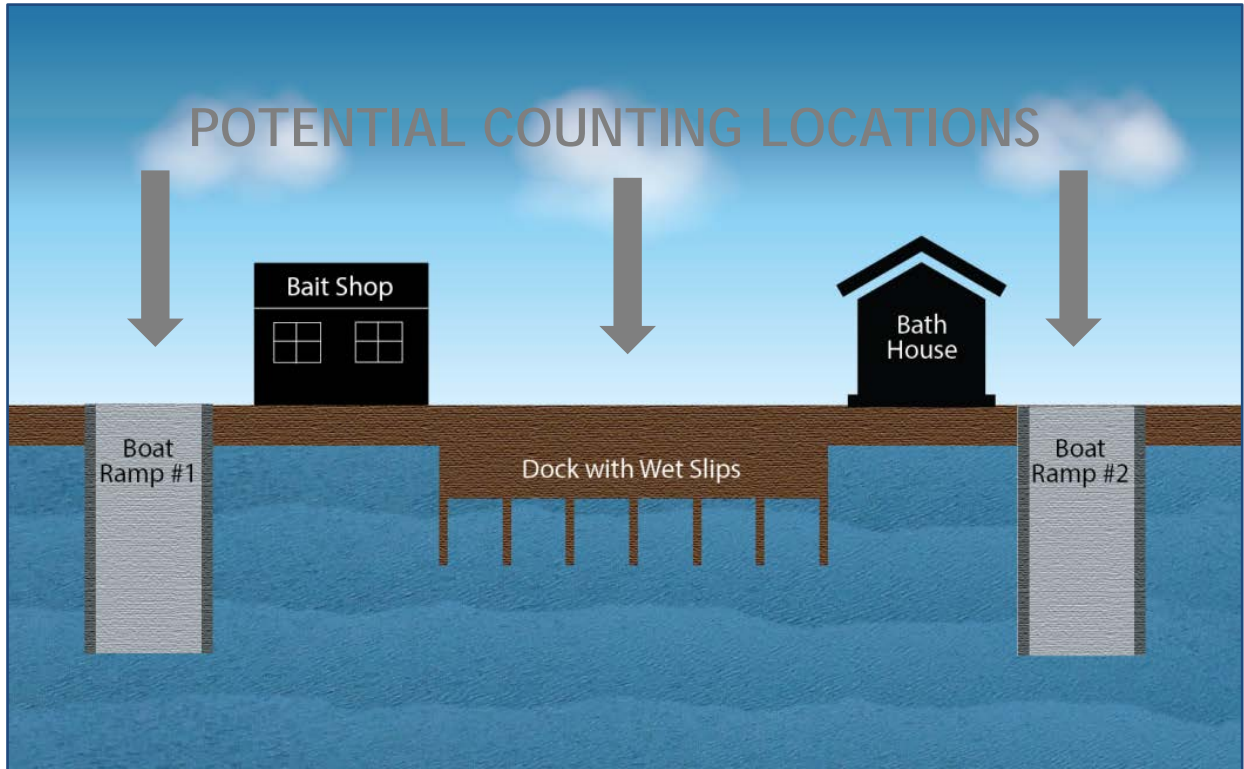 POTENTIAL COUNTING LOCATIONS
Bait Shop
Bath
House
Boat
Ramp #1
Dock with Wet Slips
Boat
Ramp #2